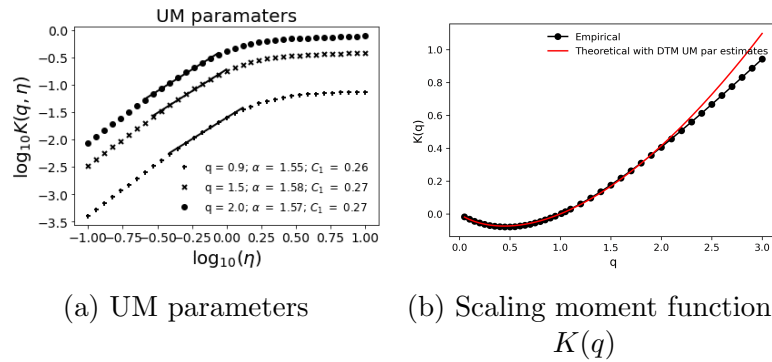 UM paramaters
log₁₀K(q, η)
0.0
−0.5
−1.0
−1.5
−2.0
−2.5
−3.0
−3.5
q = 0.9; α = 1.55; C₁ = 0.26
q = 1.5; α = 1.58; C₁ = 0.27
q = 2.0; α = 1.57; C₁ = 0.27
−1.00−0.75−0.50−0.25 0.00 0.25 0.50 0.75 1.00
log₁₀(η)
(a) UM parameters
K(q)
1.0
0.8
0.6
0.4
0.2
0.0
Empirical
Theoretical with DTM UM par estimates
0.0 0.5 1.0 1.5 2.0 2.5 3.0
q
(b) Scaling moment function
K(q)